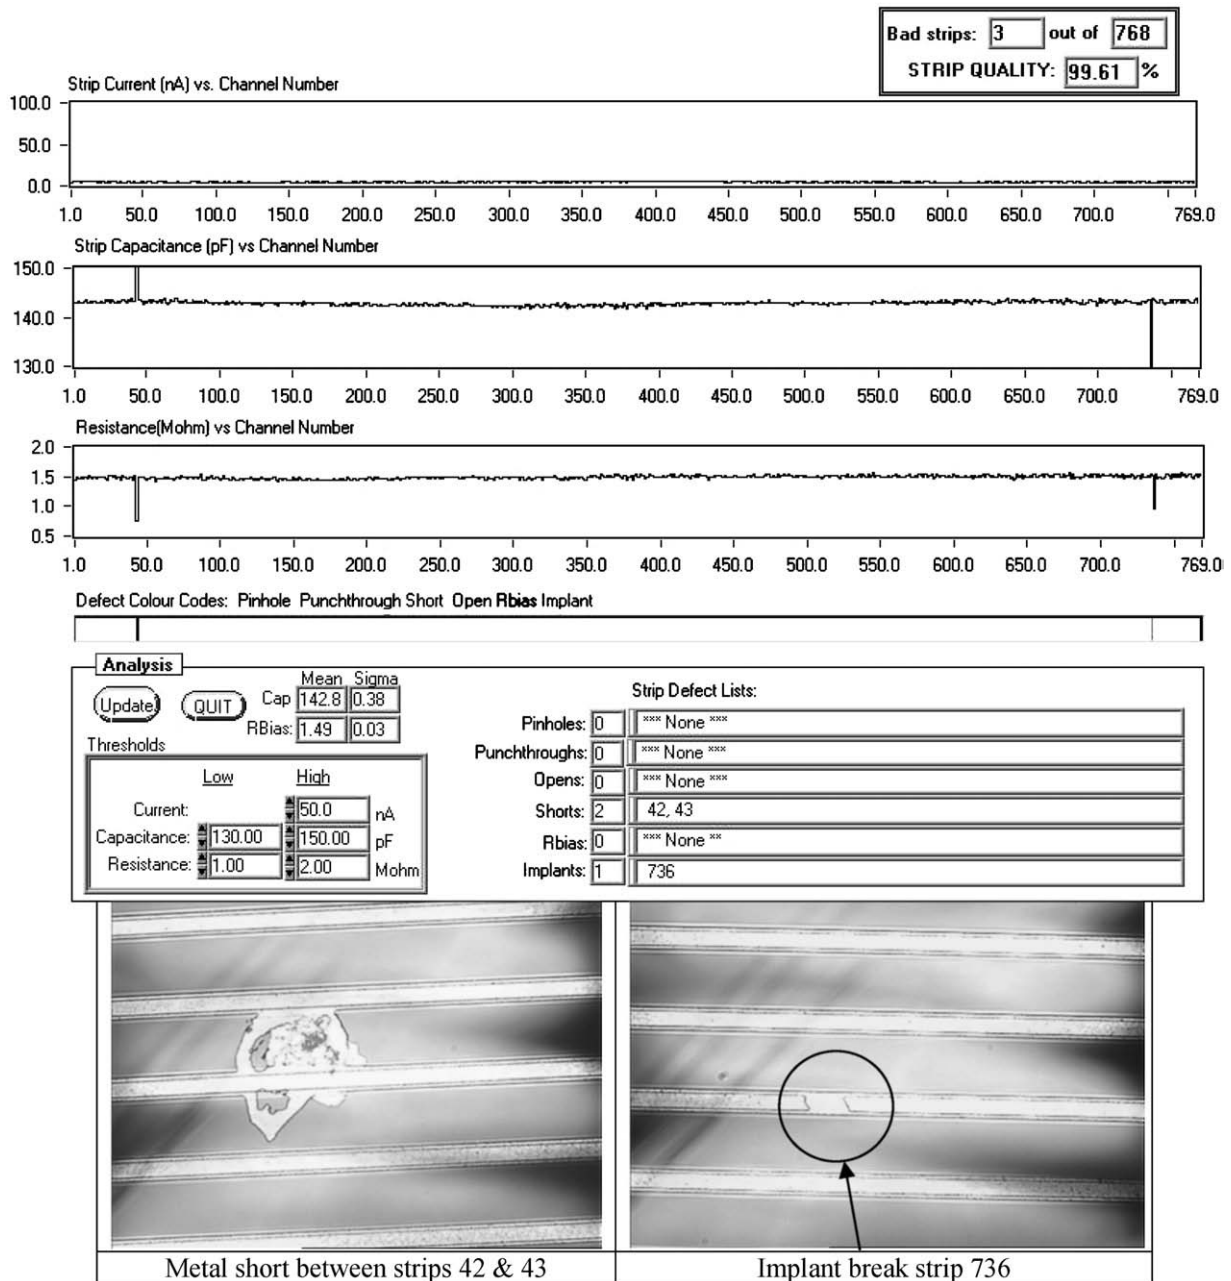 Bad strips: 3 out of 768
STRIP QUALITY: 99.61 %
Strip Current (nA) vs. Channel Number
100.0
50.0
0.0
1.0 50.0 100.0 150.0 200.0 250.0 300.0 350.0 400.0 450.0 500.0 550.0 600.0 650.0 700.0 769.0
Strip Capacitance (pF) vs Channel Number
150.0
140.0
130.0
1.0 50.0 100.0 150.0 200.0 250.0 300.0 350.0 400.0 450.0 500.0 550.0 600.0 650.0 700.0 769.0
Resistance(Mohm) vs Channel Number
2.0
1.5
1.0
0.5
1.0 50.0 100.0 150.0 200.0 250.0 300.0 350.0 400.0 450.0 500.0 550.0 600.0 650.0 700.0 769.0
Defect Colour Codes: Pinhole Punchthrough Short Open Rbias Implant
Analysis
Update QUIT
Mean Sigma
Cap 142.8 0.38
RBias: 1.49 0.03
Thresholds
Low High
Current: 50.0 nA
Capacitance: 130.00 150.00 pF
Resistance: 1.00 2.00 Mohm
Strip Defect Lists:
Pinholes: 0 *** None ***
Punchthroughs: 0 *** None ***
Opens: 0 *** None ***
Shorts: 2 42, 43
Rbias: 0 *** None **
Implants: 1 736
Metal short between strips 42 & 43
Implant break strip 736